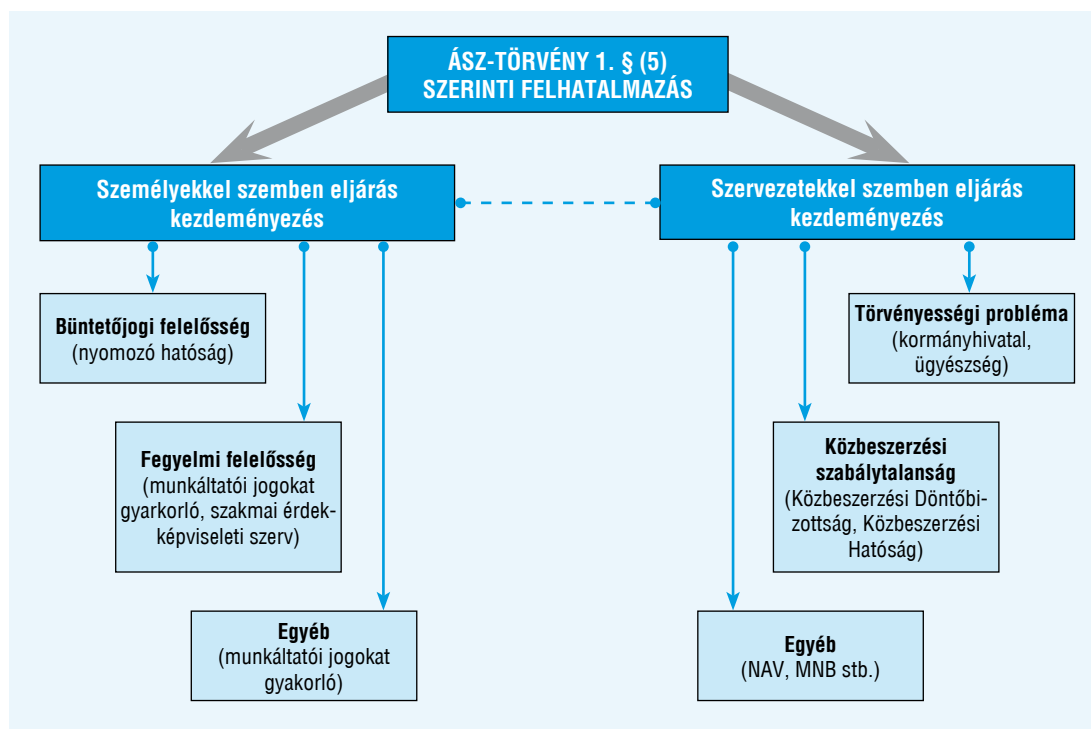 ÁSZ-TÖRVÉNY 1. § (5)
SZERINTI FELHATALMAZÁS
Személyekkel szemben eljárás
kezdeményezés
Szervezetekkel szemben eljárás
kezdeményezés
Büntetőjogi felelősség
(nyomozó hatóság)
Törvényességi probléma
(kormányhivatal,
ügyészség)
Fegyelmi felelősség
(munkáltatói jogokat
gyarkorló, szakmai érdek-
képviseleti szerv)
Közbeszerzési
szabálytalanság
(Közbeszerzési Döntőbi-
zottság, Közbeszerzési
Hatóság)
Egyéb
(munkáltatói jogokat
gyakorló)
Egyéb
(NAV, MNB stb.)